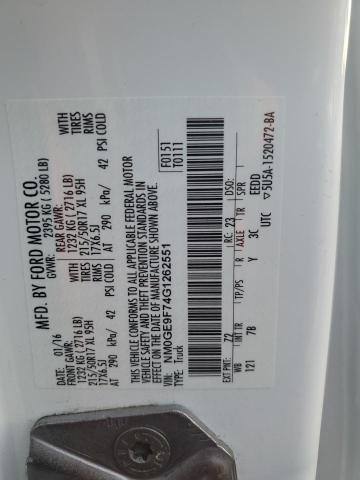 MFD. BY FORD MOTOR CO.
01/16 GVWR: 2395 KG ( 5280 LB)
FRONT GAWR: REAR GAWR:
1232 KG ( 2716 LB) WITH 1232 KG ( 2716 LB) WITH
215/50R17 XL 95H TIRES 215/50R17 XL 95H TIRES
17X6.5J RIMS 17X6.5J RIMS
AT 290 kPa/ 42 PSI COLD AT 290 kPa/ 42 PSI COLD
THIS VEHICLE CONFORMS TO ALL APPLICABLE FEDERAL MOTOR
VEHICLE SAFETY AND THEFT PREVENTION STANDARDS IN
EFFECT ON THE DATE OF MANUFACTURE SHOWN ABOVE.
VIN: NM0GE9F74G1262551
TYPE: Truck
F0151
T0111
EXT PNT: Z2 RC: 23 DSO:
WB INT TR TP/PS R AXLE TR SPR
121 7B Y 3C I EEDD
UTC ▽5U5A-1520472-BA